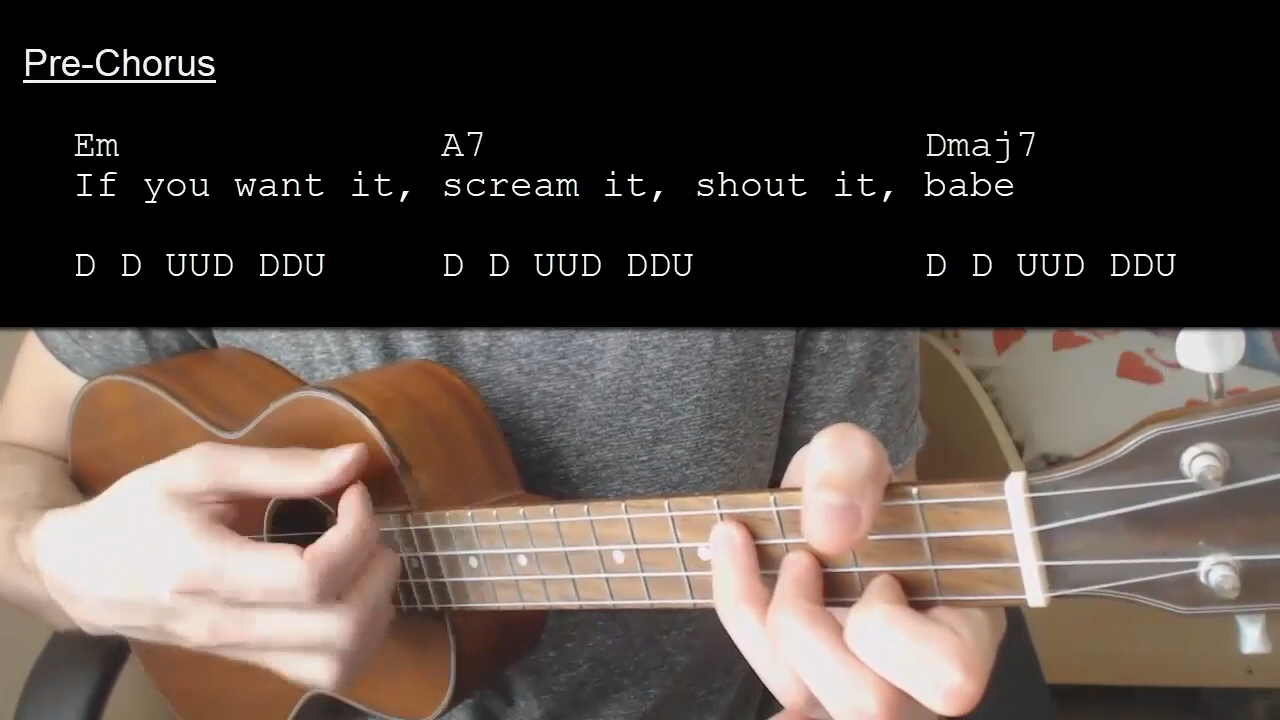 Pre-Chorus
Em A7 Dmaj7
If you want it, scream it, shout it, babe
D D UUD DDU D D UUD DDU D D UUD DDU